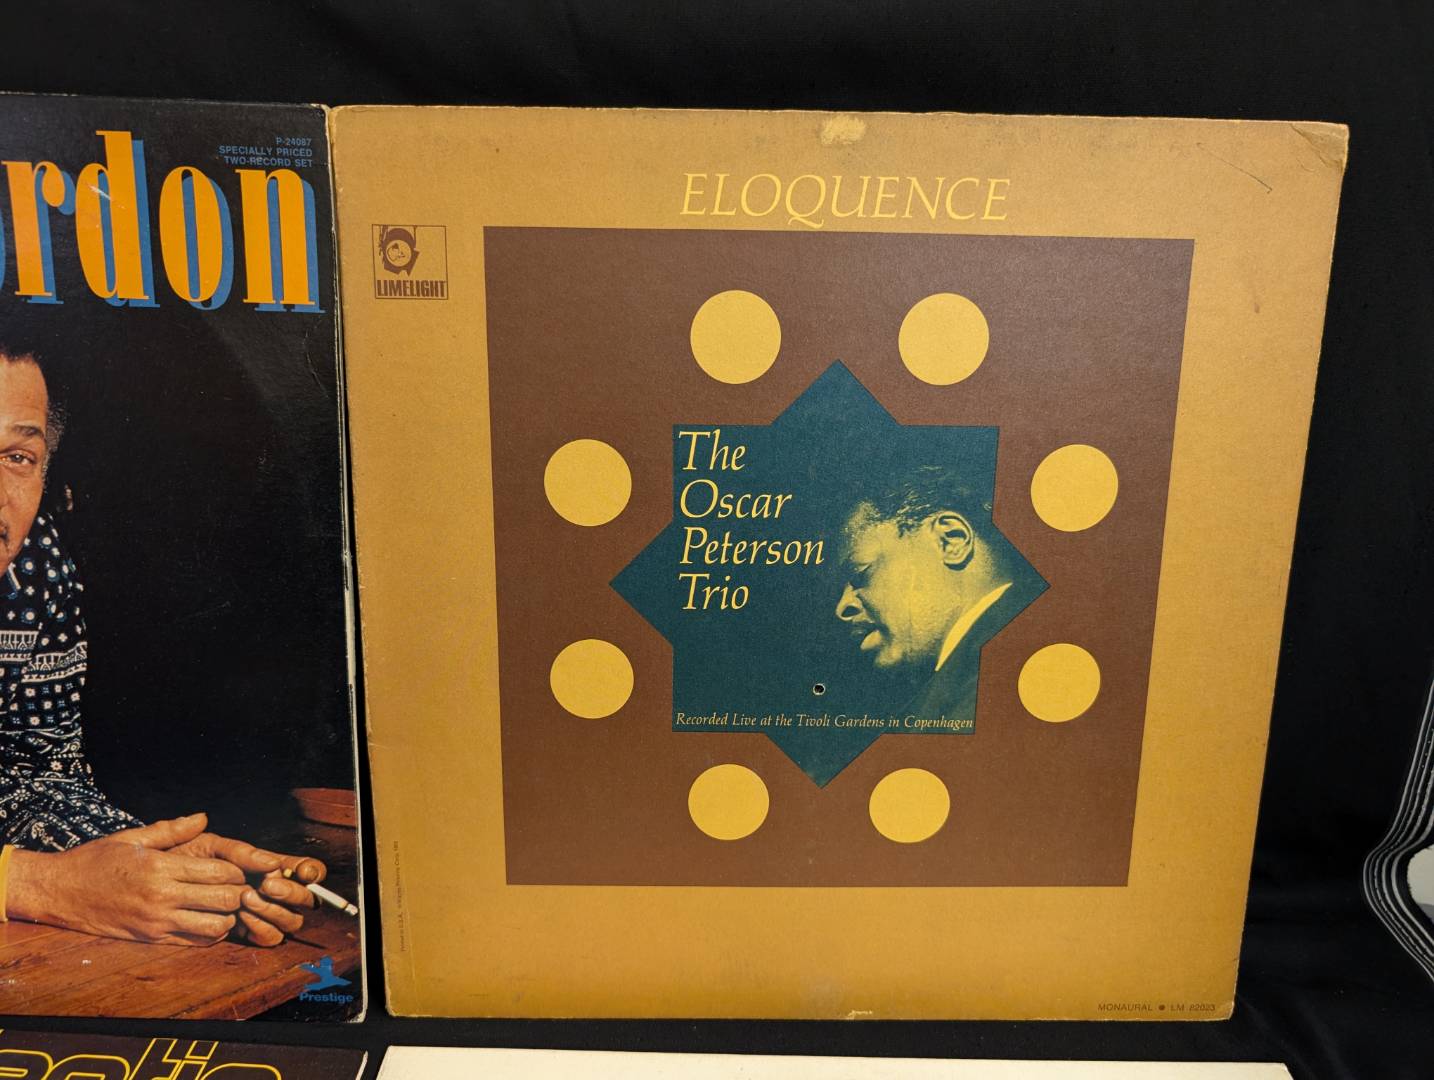 rdon
P-24087
SPECIALLY PRICED
TWO-RECORD SET
Prestige
ELOQUENCE
LIMELIGHT
The
Oscar
Peterson
Trio
Recorded Live at the Tivoli Gardens in Copenhagen
MONAURAL ● LM 82023